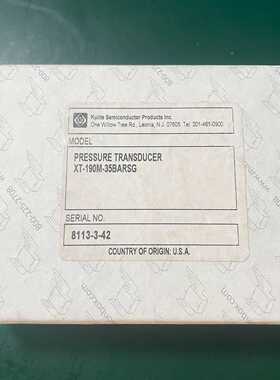 Kulite Semiconductor Products Inc.
One Willow Tree Rd., Leonia, N.J. 07605 Tel. 201-461-0900
MODEL
PRESSURE TRANSDUCER
XT-190M-35BARSG
SERIAL NO.
8113-3-42
COUNTRY OF ORIGIN: U.S.A.